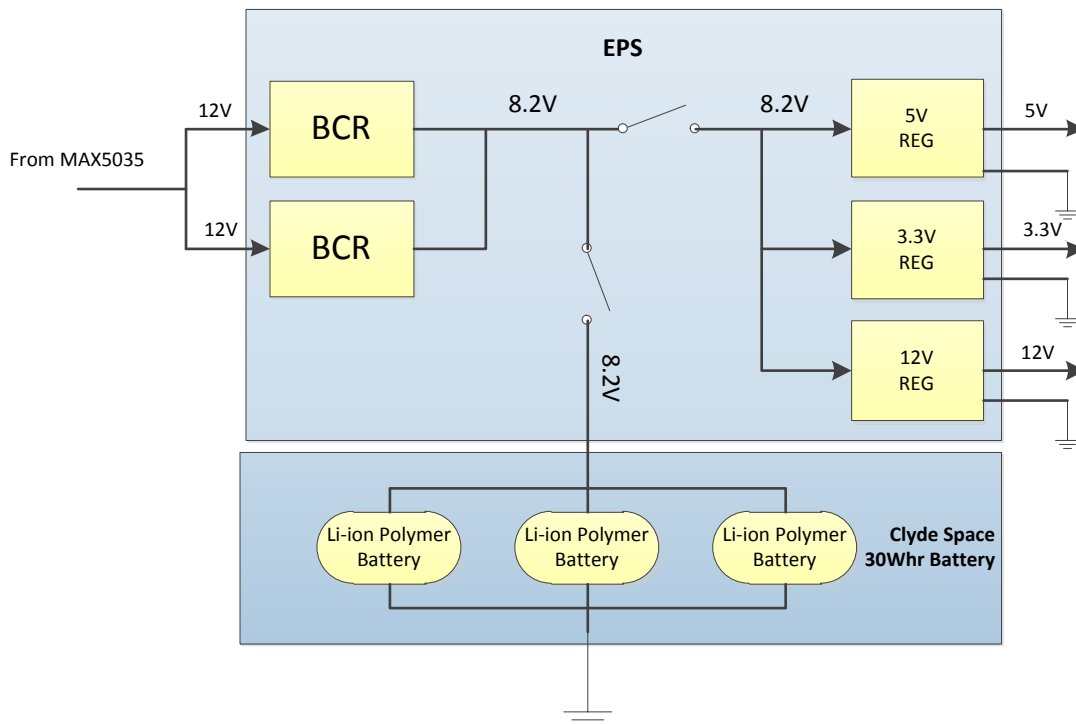 EPS
12V
BCR
8.2V
8.2V
5V
REG
5V
From MAX5035
12V
BCR
3.3V
REG
3.3V
8.2V
12V
REG
12V
Li-ion Polymer
Battery
Li-ion Polymer
Battery
Li-ion Polymer
Battery
Clyde Space
30Whr Battery